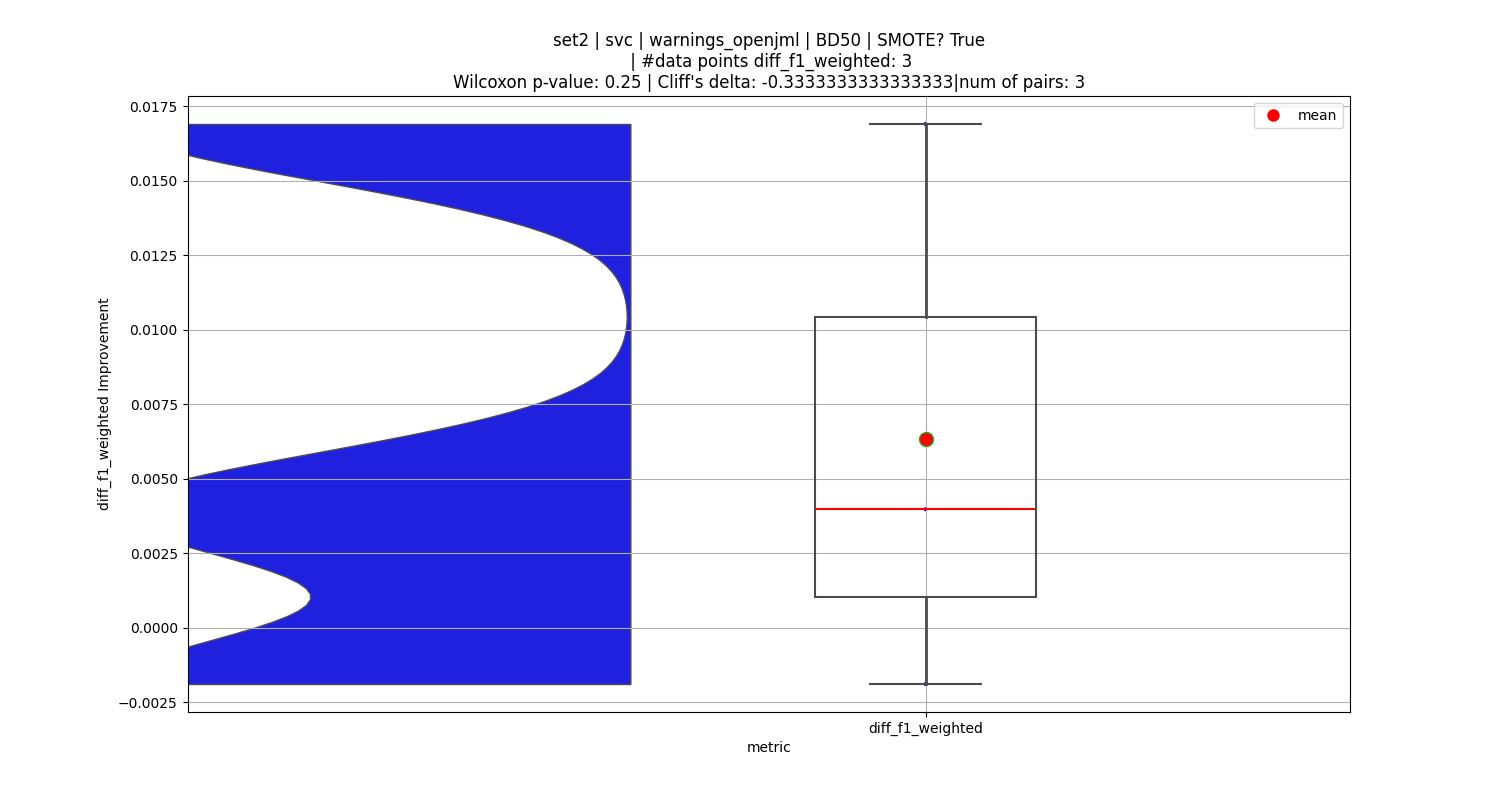 set2 | svc | warnings_openjml | BD50 | SMOTE? True
| #data points diff_f1_weighted: 3
Wilcoxon p-value: 0.25 | Cliff's delta: -0.3333333333333333|num of pairs: 3
mean
0.0175
0.0150
0.0125
0.0100
0.0075
0.0050
0.0025
0.0000
−0.0025
diff_f1_weighted Improvement
diff_f1_weighted
metric